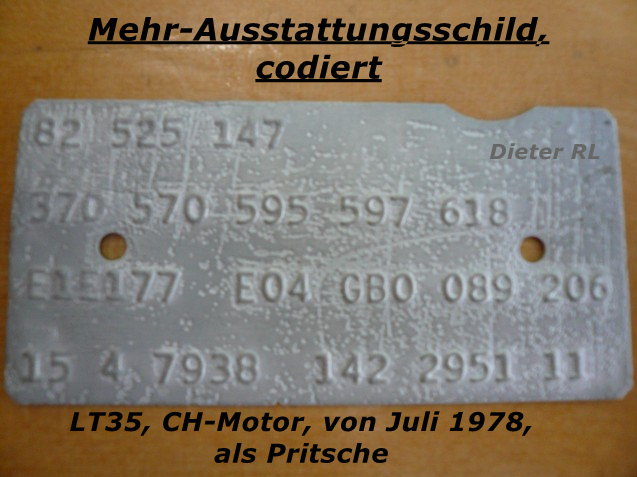 Mehr-Ausstattungsschild,
codiert
82 525 147
Dieter RL
370 570 595 597 618
E1E177 E04 GB0 089 206
15 4 7938 142 2951 11
LT35, CH-Motor, von Juli 1978,
als Pritsche